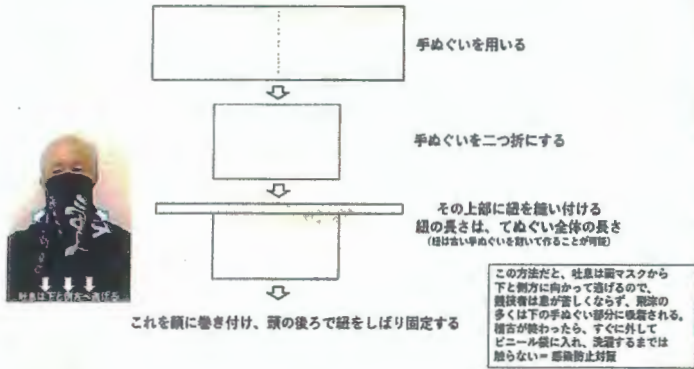 手ぬぐいを用いる
手ぬぐいを二つ折にする
その上部に紐を縫い付ける
紐の長さは、てぬぐい全体の長さ
(紐は古い手ぬぐいを割いて作ることが可能)
吐息は下と側方へ逃げる
これを顔に巻き付け、頭の後ろで紐をしばり固定する
この方法だと、吐息は面マスクから
下と側方に向かって逃げるので、
競技者は息が苦しくならず、飛沫の
多くは下の手ぬぐい部分に吸着される。
稽古が終わったら、すぐに外して
ビニール袋に入れ、洗濯するまでは
触らない＝感染防止対策